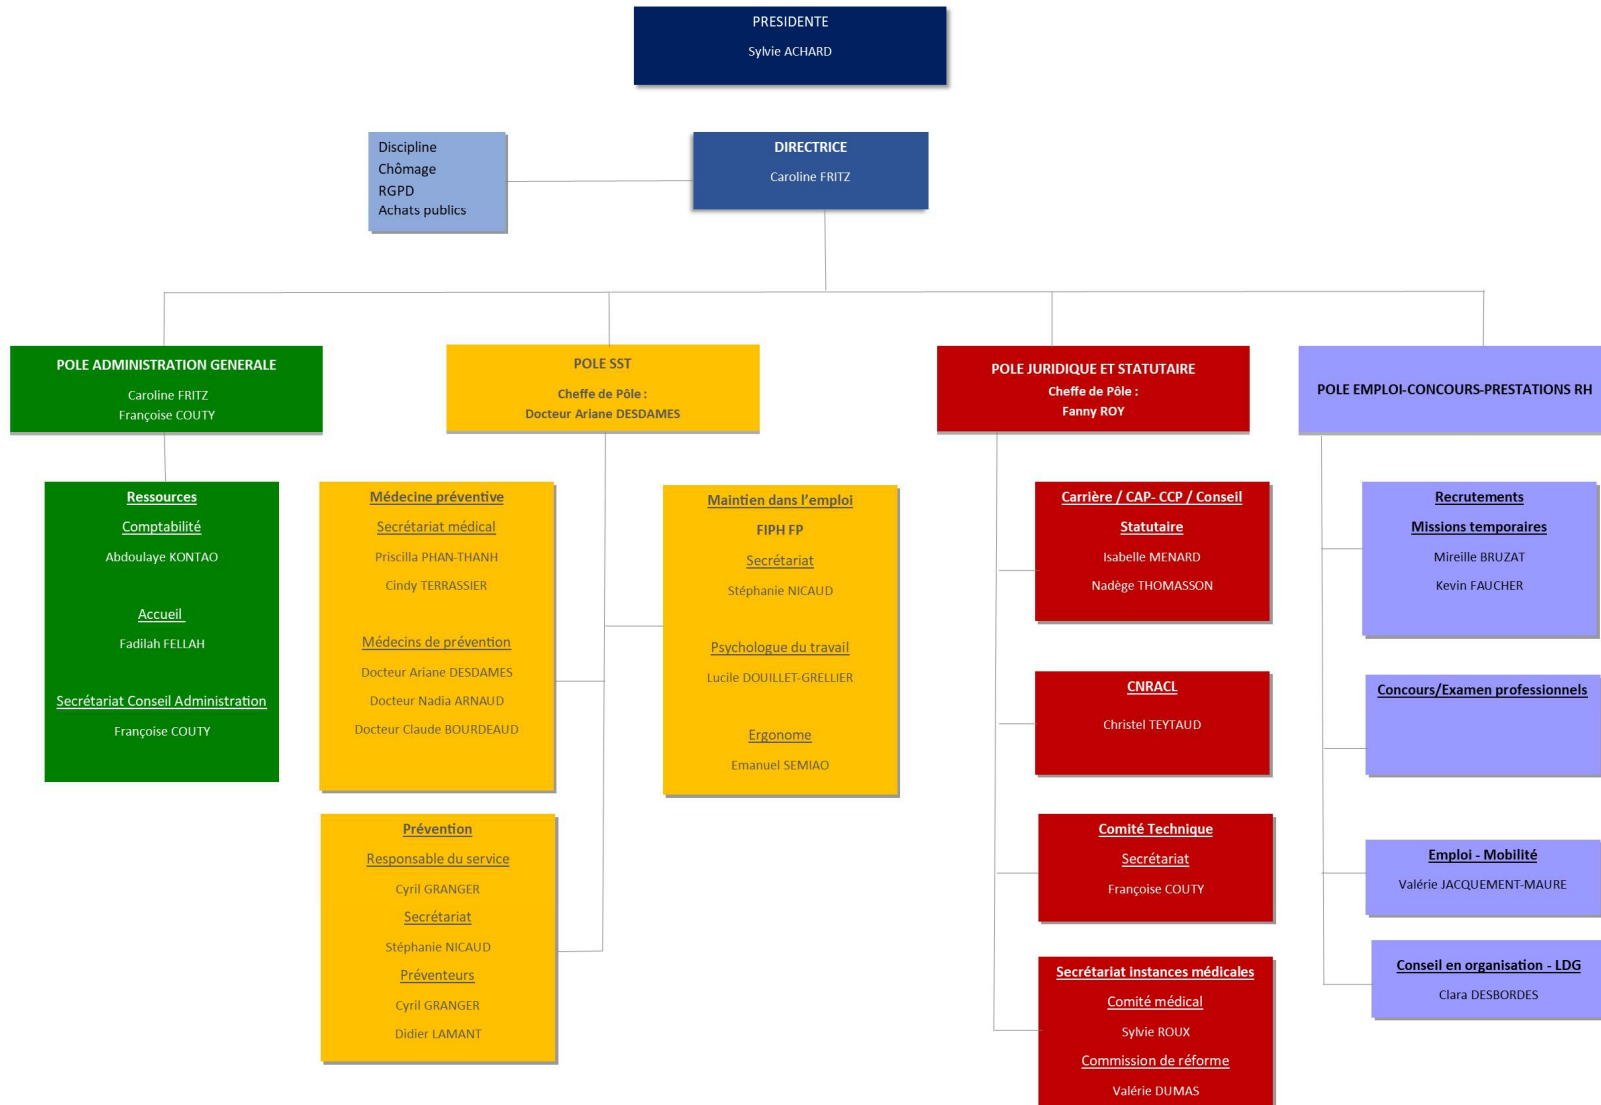 PRESIDENTE
Sylvie ACHARD
Discipline
Chômage
RGPD
Achats publics
DIRECTRICE
Caroline FRITZ
POLE ADMINISTRATION GENERALE
Caroline FRITZ
Françoise COUTY
POLE SST
Cheffe de Pôle :
Docteur Ariane DESDAMES
POLE JURIDIQUE ET STATUTAIRE
Cheffe de Pôle :
Fanny ROY
POLE EMPLOI-CONCOURS-PRESTATIONS RH
Ressources
Comptabilité
Abdoulaye KONTAO
Accueil
Fadilah FELLAH
Secrétariat Conseil Administration
Françoise COUTY
Médecine préventive
Secrétariat médical
Priscilla PHAN-THANH
Cindy TERRASSIER
Médecins de prévention
Docteur Ariane DESDAMES
Docteur Nadia ARNAUD
Docteur Claude BOURDEAUD
Prévention
Responsable du service
Cyril GRANGER
Secrétariat
Stéphanie NICAUD
Préventeurs
Cyril GRANGER
Didier LAMANT
Maintien dans l'emploi
FIPH FP
Secrétariat
Stéphanie NICAUD
Psychologue du travail
Lucile DOUILLET-GRELLIER
Ergonome
Emanuel SEMIAO
Carrière / CAP- CCP / Conseil
Statutaire
Isabelle MENARD
Nadège THOMASSON
CNRACL
Christel TEYTAUD
Comité Technique
Secrétariat
Françoise COUTY
Secrétariat instances médicales
Comité médical
Sylvie ROUX
Commission de réforme
Valérie DUMAS
Recrutements
Missions temporaires
Mireille BRUZAT
Kevin FAUCHER
Concours/Examen professionnels
Emploi - Mobilité
Valérie JACQUEMENT-MAURE
Conseil en organisation - LDG
Clara DESBORDES